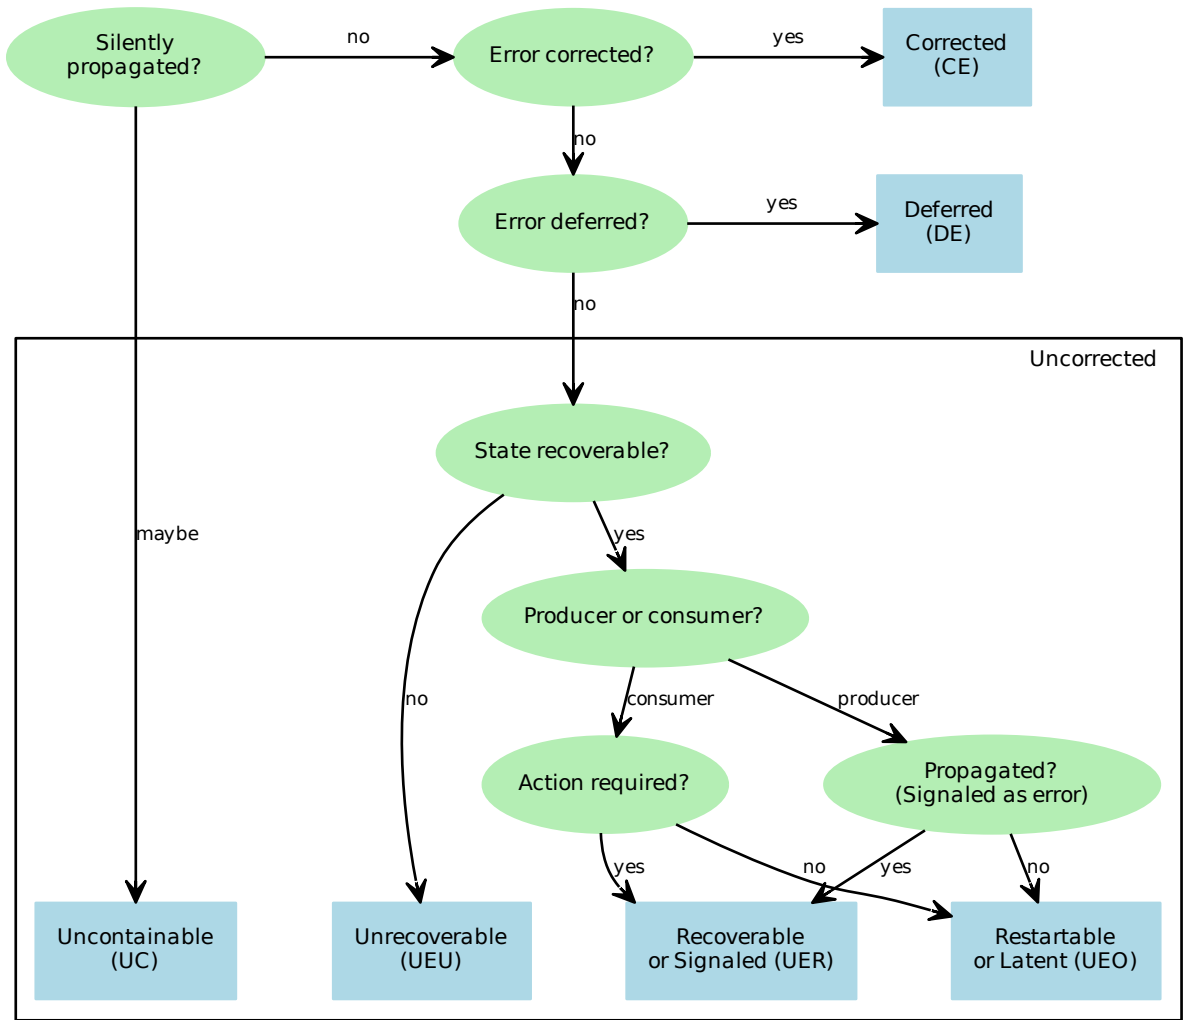 Silently
propagated?
no
Error corrected?
yes
Corrected
(CE)
no
Error deferred?
yes
Deferred
(DE)
no
Uncorrected
State recoverable?
maybe
yes
Producer or consumer?
no
consumer
producer
Action required?
Propagated?
(Signaled as error)
yes
no
yes
no
Uncontainable
(UC)
Unrecoverable
(UEU)
Recoverable
or Signaled (UER)
Restartable
or Latent (UEO)